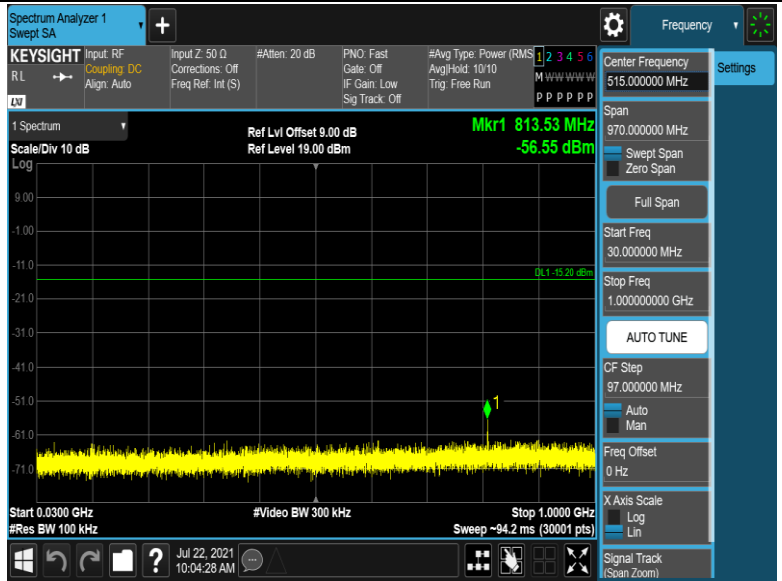 Spectrum Analyzer 1
Swept SA
+
Frequency
KEYSIGHT
RL
LXI
Input: RF
Coupling: DC
Align: Auto
Input Z: 50 Ω
Corrections: Off
Freq Ref: Int (S)
#Atten: 20 dB
PNO: Fast
Gate: Off
IF Gain: Low
Sig Track: Off
#Avg Type: Power (RMS
Avg|Hold: 10/10
Trig: Free Run
1 2 3 4 5 6
M W W W W W
P P P P P P
1 Spectrum
Scale/Div 10 dB
Log
Ref Lvl Offset 9.00 dB
Ref Level 19.00 dBm
Mkr1 813.53 MHz
-56.55 dBm
9.00
-1.00
-11.0
DL1 -15.20 dBm
-21.0
-31.0
-41.0
-51.0
1
-61.0
-71.0
Start 0.0300 GHz
#Video BW 300 kHz
Stop 1.0000 GHz
#Res BW 100 kHz
Sweep ~94.2 ms (30001 pts)
?
Jul 22, 2021
10:04:28 AM
Center Frequency
515.000000 MHz
Settings
Span
970.000000 MHz
Swept Span
Zero Span
Full Span
Start Freq
30.000000 MHz
Stop Freq
1.000000000 GHz
AUTO TUNE
CF Step
97.000000 MHz
Auto
Man
Freq Offset
0 Hz
X Axis Scale
Log
Lin
Signal Track
(Span Zoom)